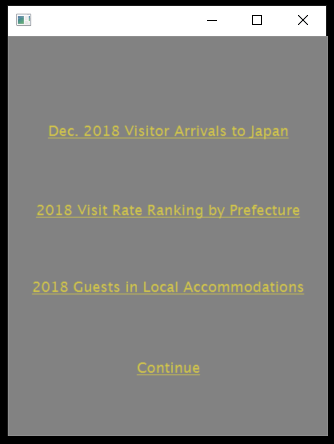 Dec. 2018 Visitor Arrivals to Japan
2018 Visit Rate Ranking by Prefecture
2018 Guests in Local Accommodations
Continue